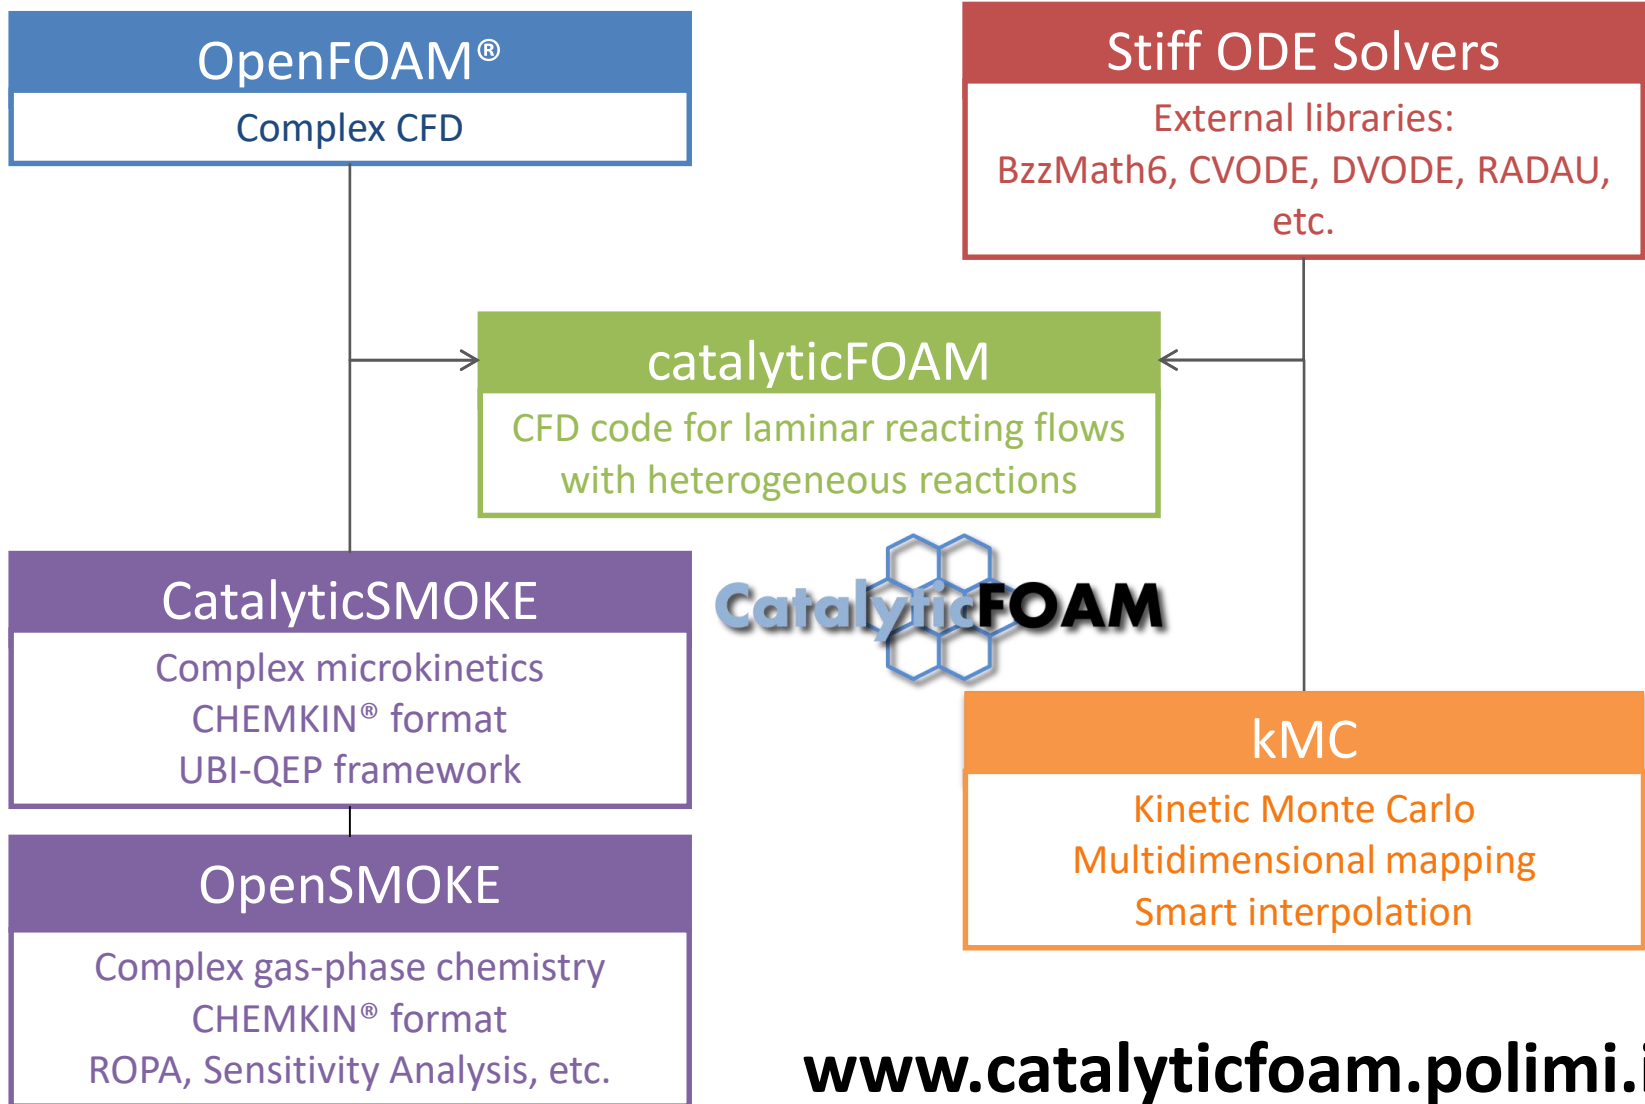 OpenFOAM®
Complex CFD
Stiff ODE Solvers
External libraries:
BzzMath6, CVODE, DVODE, RADAU,
etc.
catalyticFOAM
CFD code for laminar reacting flows
with heterogeneous reactions
CatalyticFOAM
CatalyticSMOKE
Complex microkinetics
CHEMKIN® format
UBI-QEP framework
kMC
Kinetic Monte Carlo
Multidimensional mapping
Smart interpolation
OpenSMOKE
Complex gas-phase chemistry
CHEMKIN® format
ROPA, Sensitivity Analysis, etc.
www.catalyticfoam.polimi.i